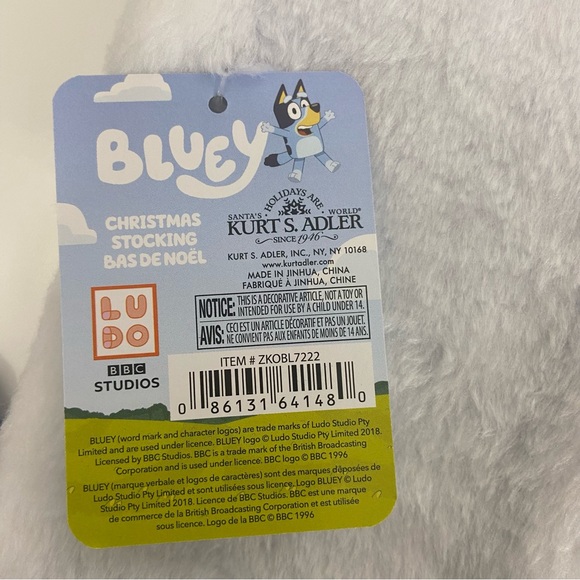 BLUEY
CHRISTMAS
STOCKING
BAS DE NOËL
HOLIDAYS ARE
SANTA'S WORLD®
KURT S. ADLER
SINCE 1946
KURT S. ADLER, INC., NY, NY 10168
www.kurtadler.com
MADE IN JINHUA, CHINA
FABRIQUÉ À JINHUA, CHINE
NOTICE: THIS IS A DECORATIVE ARTICLE, NOT A TOY OR
INTENDED FOR USE BY A CHILD UNDER 14.
AVIS: CECI EST UN ARTICLE DÉCORATIF ET PAS UN JOUET.
NE CONVIENT PAS AUX ENFANTS DE MOINS DE 14 ANS.
LUDO
BBC
STUDIOS
ITEM # ZKOBL7222
0 86131 64148 0
BLUEY (word mark and character logos) are trade marks of Ludo Studio Pty
Limited and are used under licence. BLUEY logo © Ludo Studio Pty Limited 2018.
Licensed by BBC Studios. BBC is a trade mark of the British Broadcasting
Corporation and is used under licence. BBC logo © BBC 1996
BLUEY (marque verbale et logos de caractères) sont des marques déposées de
Ludo Studio Pty Limited et sont utilisées sous licence. Logo BLUEY © Ludo
Studio Pty Limited 2018. Licence de BBC Studios. BBC est une marque
de commerce de la British Broadcasting Corporation et est utilisée
sous licence. Logo de la BBC © BBC 1996